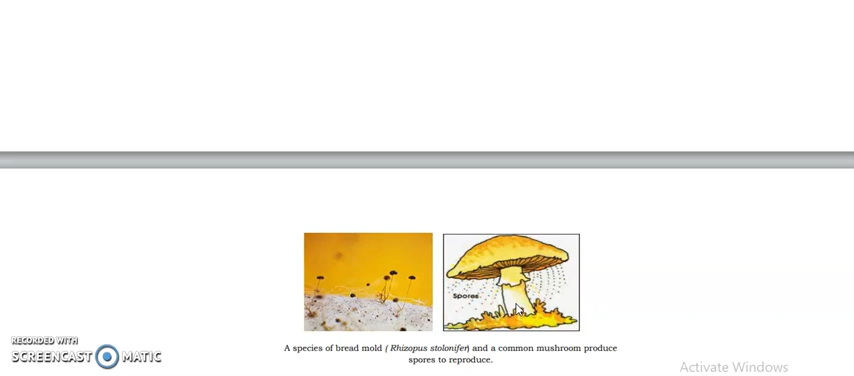 Spores
RECORDED WITH
SCREENCAST MATIC
A species of bread mold ( Rhizopus stolonifer) and a common mushroom produce
spores to reproduce.
Activate Windows